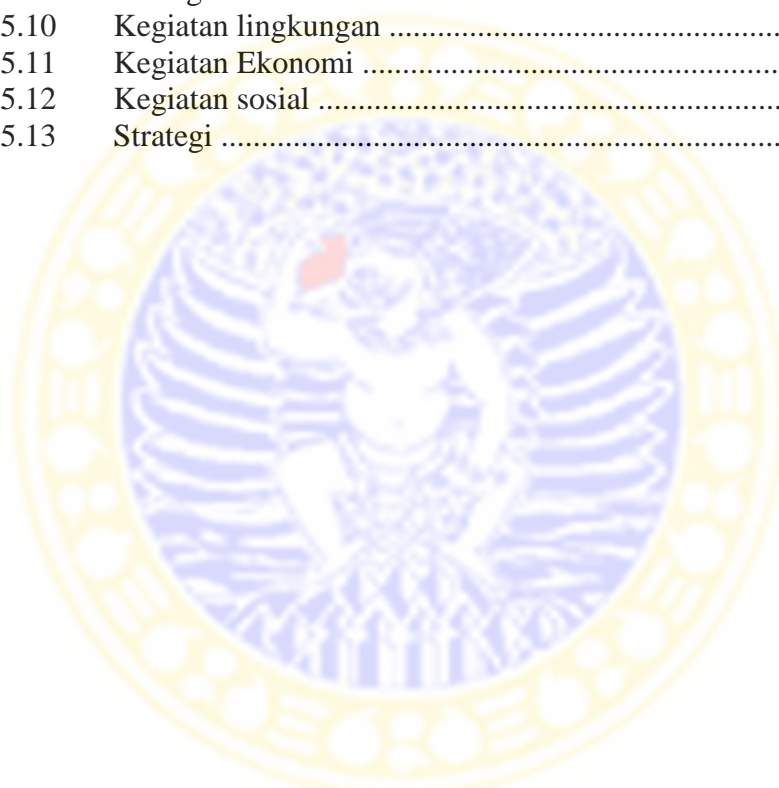 5.10 Kegiatan lingkungan ................................................
5.11 Kegiatan Ekonomi ...................................................
5.12 Kegiatan sosial ........................................................
5.13 Strategi .....................................................................